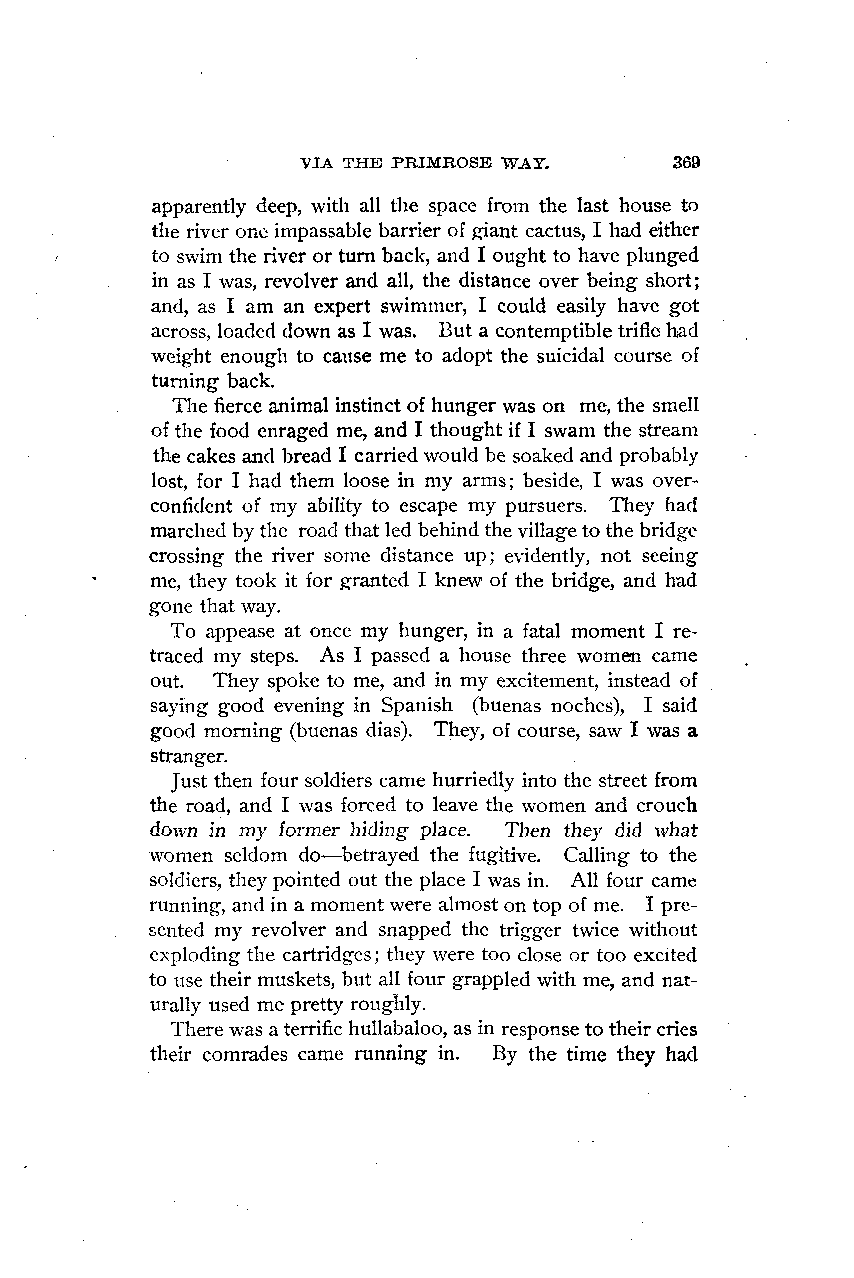 VIA THE PRIMROSE WAY. 369
apparently deep, with all the space from the last house to
the river one impassable barrier of giant cactus, I had either
to swim the river or turn back, and I ought to have plunged
in as I was, revolver and all, the distance over being short;
and, as I am an expert swimmer, I could easily have got
across, loaded down as I was. But a contemptible trifle had
weight enough to cause me to adopt the suicidal course of
turning back.
The fierce animal instinct of hunger was on me, the smell
of the food enraged me, and I thought if I swam the stream
the cakes and bread I carried would be soaked and probably
lost, for I had them loose in my arms; beside, I was over-
confident of my ability to escape my pursuers. They had
marched by the road that led behind the village to the bridge
crossing the river some distance up; evidently, not seeing
me, they took it for granted I knew of the bridge, and had
gone that way.
To appease at once my hunger, in a fatal moment I re-
traced my steps. As I passed a house three women came
out. They spoke to me, and in my excitement, instead of
saying good evening in Spanish (buenas noches), I said
good morning (buenas dias). They, of course, saw I was a
stranger.
Just then four soldiers came hurriedly into the street from
the road, and I was forced to leave the women and crouch
down in my former hiding place. Then they did what
women seldom do—betrayed the fugitive. Calling to the
soldiers, they pointed out the place I was in. All four came
running, and in a moment were almost on top of me. I pre-
sented my revolver and snapped the trigger twice without
exploding the cartridges; they were too close or too excited
to use their muskets, but all four grappled with me, and nat-
urally used me pretty roughly.
There was a terrific hullabaloo, as in response to their cries
their comrades came running in. By the time they had